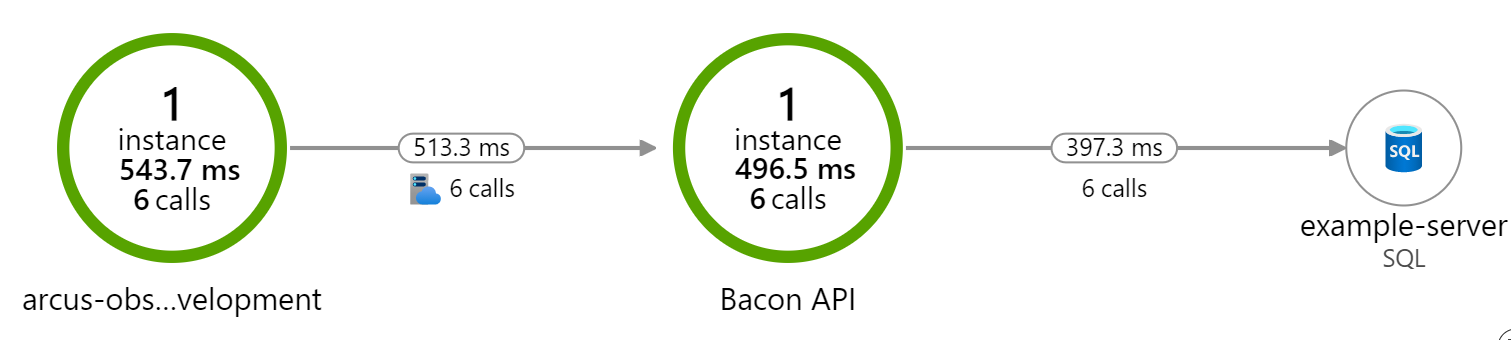 1
instance
543.7 ms
6 calls
arcus-obs...velopment
513.3 ms
6 calls
1
instance
496.5 ms
6 calls
Bacon API
397.3 ms
6 calls
SQL
example-server
SQL